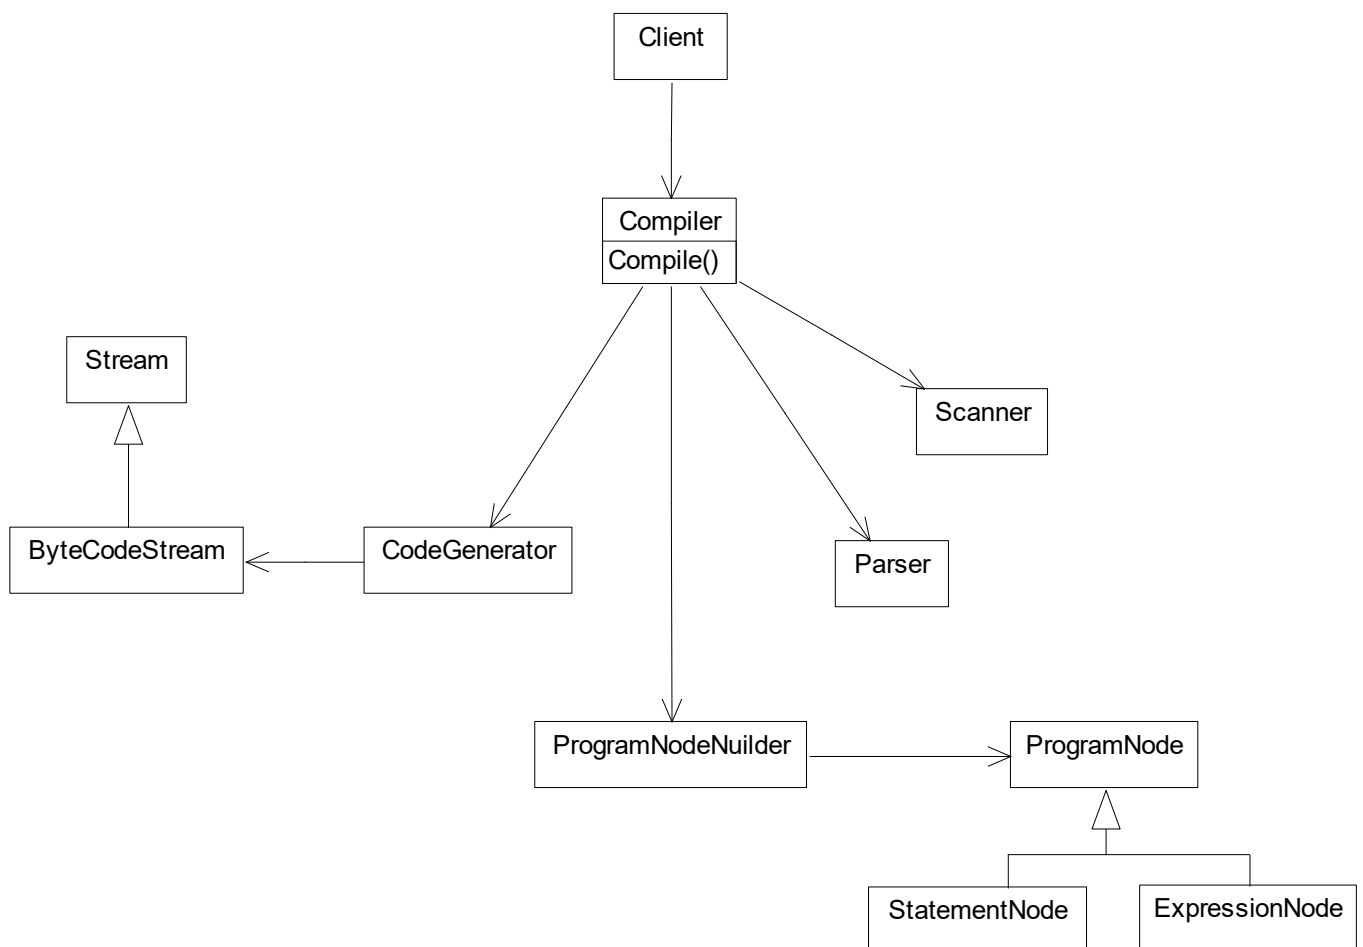 Client
Compiler
Compile()
Stream
Scanner
ByteCodeStream
CodeGenerator
Parser
ProgramNodeNuilder
ProgramNode
StatementNode
ExpressionNode